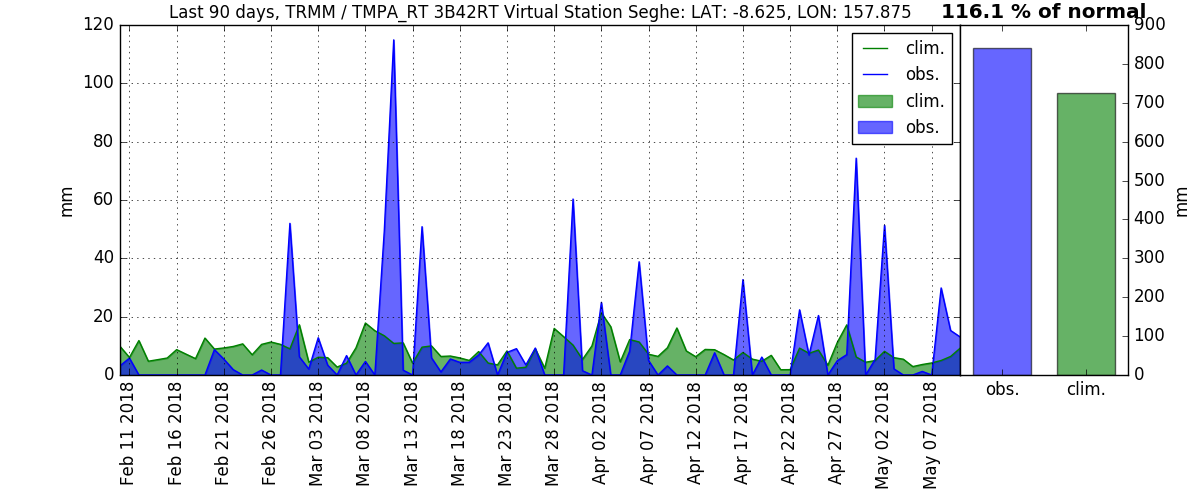 Last 90 days, TRMM / TMPA_RT 3B42RT Virtual Station Seghe: LAT: -8.625, LON: 157.875
116.1 % of normal
120
100
80
60
40
20
0
mm
clim.
obs.
clim.
obs.
Feb 11 2018
Feb 16 2018
Feb 21 2018
Feb 26 2018
Mar 03 2018
Mar 08 2018
Mar 13 2018
Mar 18 2018
Mar 23 2018
Mar 28 2018
Apr 02 2018
Apr 07 2018
Apr 12 2018
Apr 17 2018
Apr 22 2018
Apr 27 2018
May 02 2018
May 07 2018
900
800
700
600
500
400
300
200
100
0
mm
obs.
clim.